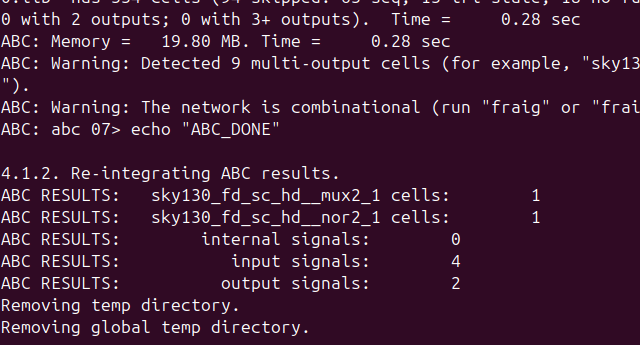 0 with 2 outputs; 0 with 3+ outputs).  Time =     0.28 sec
ABC: Memory =   19.80 MB. Time =     0.28 sec
ABC: Warning: Detected 9 multi-output cells (for example, "sky130
").
ABC: Warning: The network is combinational (run "fraig" or "frai
ABC: abc 07> echo "ABC_DONE"
4.1.2. Re-integrating ABC results.
ABC RESULTS:   sky130_fd_sc_hd__mux2_1 cells:        1
ABC RESULTS:   sky130_fd_sc_hd__nor2_1 cells:        1
ABC RESULTS:        internal signals:        0
ABC RESULTS:           input signals:        4
ABC RESULTS:          output signals:        2
Removing temp directory.
Removing global temp directory.